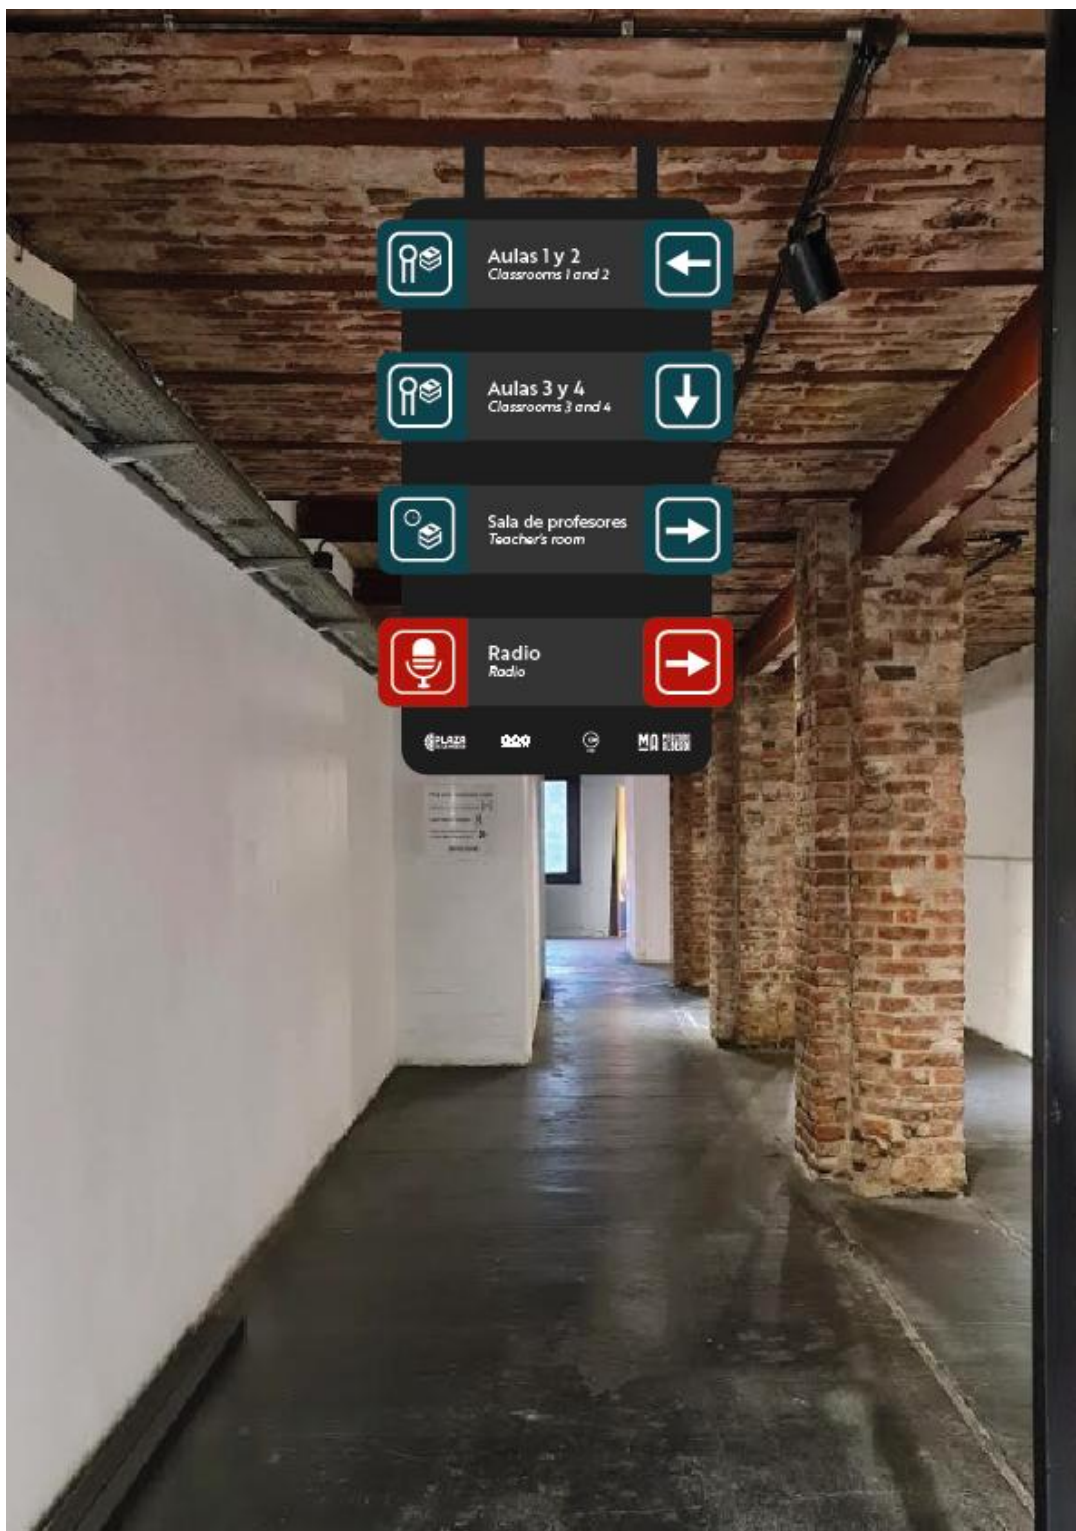 Aulas 1 y 2
Classrooms 1 and 2
Aulas 3 y 4
Classrooms 3 and 4
Sala de profesores
Teacher's room
Radio
Radio
PLAZA
MA